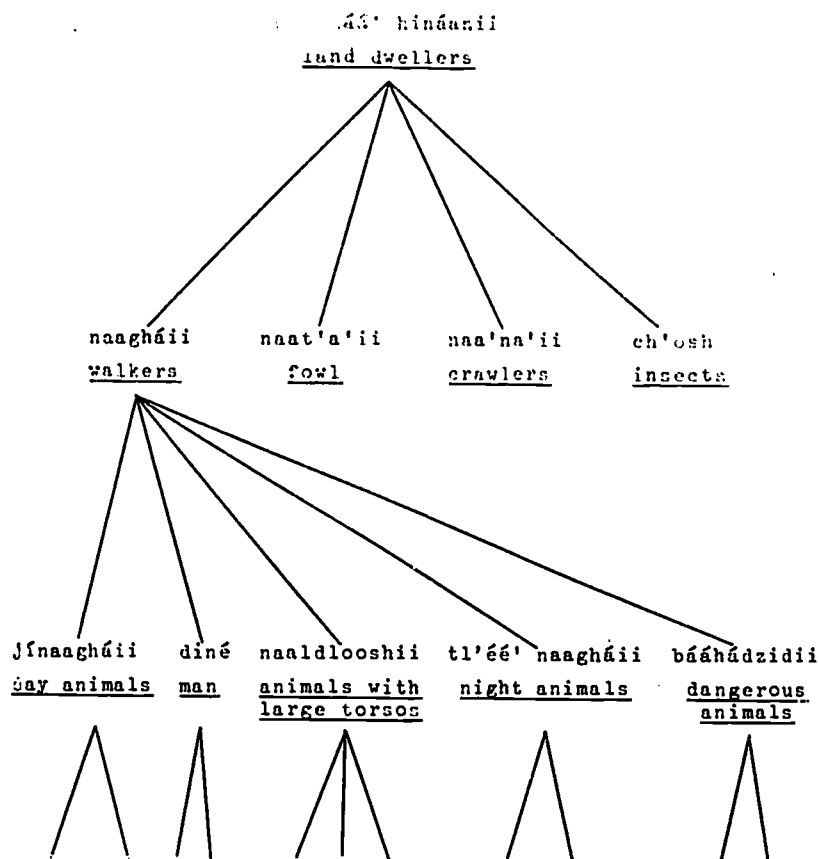 hináanii
land dwellers
naagháii naat'a'ii naa'na'ii ch'osh
walkers fowl crawlers insects
jínaagháii diné naaldlooshii tł'éé' naagháii bááhádzidii
day animals man animals with night animals dangerous
large torsos animals